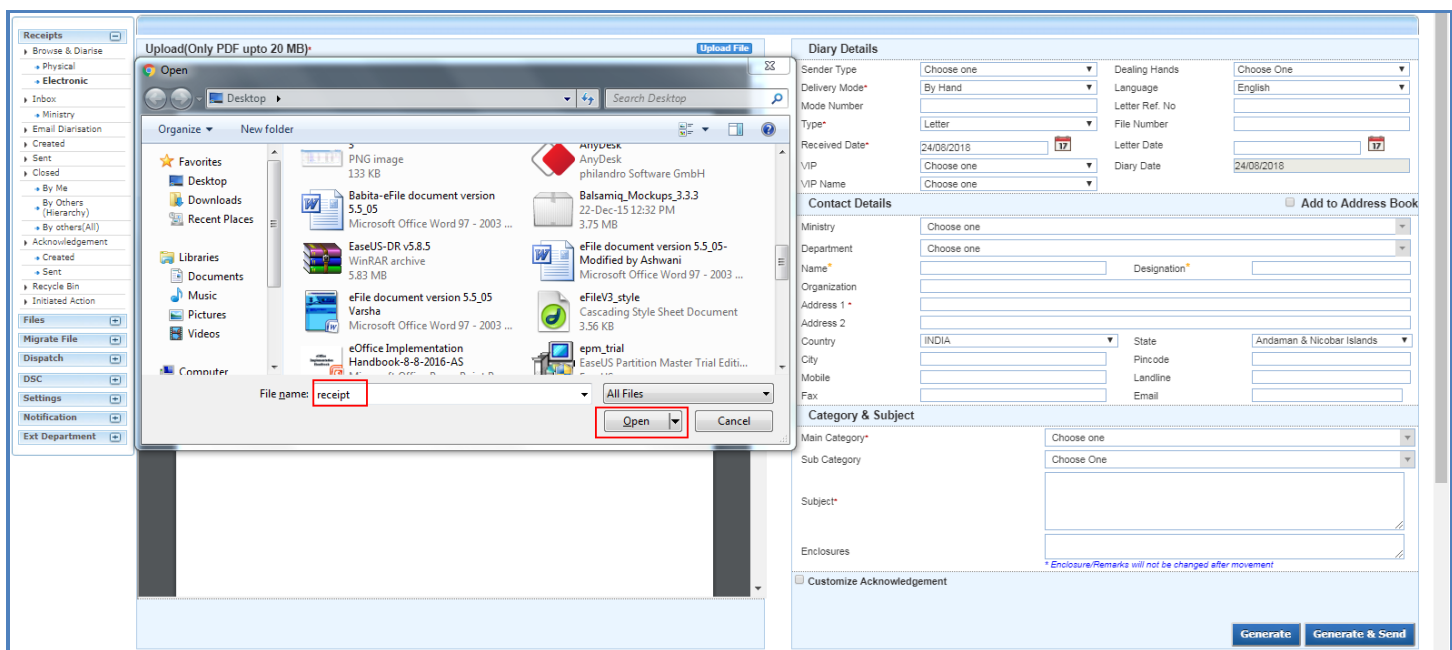 Receipts
Browse & Diarise
Physical
Electronic
Inbox
Ministry
Email Diarisation
Created
Sent
Closed
By Me
By Others
(Hierarchy)
By others(All)
Acknowledgement
Created
Sent
Recycle Bin
Initiated Action
Files
Migrate File
Dispatch
DSC
Settings
Notification
Ext Department
Upload(Only PDF upto 20 MB)*
Upload File
Open
Desktop
Search Desktop
Organize
New folder
Favorites
Desktop
Downloads
Recent Places
Libraries
Documents
Music
Pictures
Videos
Computer
5
PNG image
133 KB
AnyDesk
AnyDesk
philandro Software GmbH
Babita-eFile document version
5.5_05
Microsoft Office Word 97 - 2003 ...
Balsamiq_Mockups_3.3.3
22-Dec-15 12:32 PM
3.75 MB
EaseUS-DR v5.8.5
WinRAR archive
5.83 MB
eFile document version 5.5_05-
Modified by Ashwani
Microsoft Office Word 97 - 2003 ...
eFile document version 5.5_05
Varsha
Microsoft Office Word 97 - 2003 ...
eFileV3_style
Cascading Style Sheet Document
3.56 KB
eOffice Implementation
Handbook-8-8-2016-AS
epm_trial
EaseUS Partition Master Trial Editi...
File name: receipt
All Files
Open
Cancel
Diary Details
Sender Type Choose one Dealing Hands Choose One
Delivery Mode* By Hand Language English
Mode Number Letter Ref. No
Type* Letter File Number
Received Date* 24/08/2018 17 Letter Date 17
VIP Choose one Diary Date 24/08/2018
VIP Name Choose one
Contact Details Add to Address Book
Ministry Choose one
Department Choose one
Name* Designation*
Organization
Address 1 *
Address 2
Country INDIA State Andaman & Nicobar Islands
City Pincode
Mobile Landline
Fax Email
Category & Subject
Main Category* Choose one
Sub Category Choose One
Subject*
Enclosures
* Enclosure/Remarks will not be changed after movement
Customize Acknowledgement
Generate Generate & Send